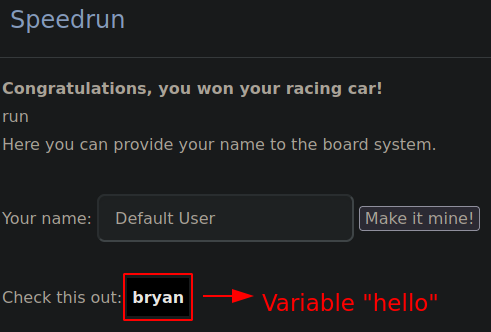 Speedrun
Congratulations, you won your racing car!
run
Here you can provide your name to the board system.
Your name: Default User Make it mine!
Check this out: bryan Variable "hello"